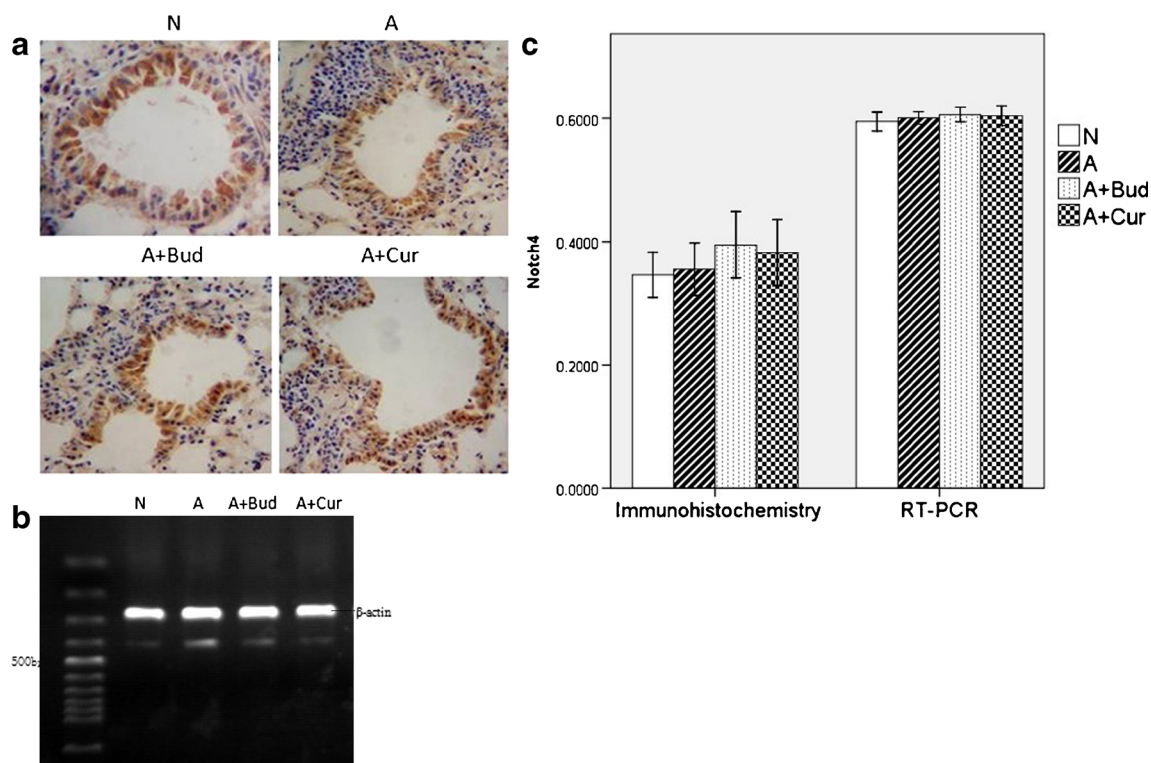 a
N A
A+Bud A+Cur
b
N A A+Bud A+Cur
β-actin
500b
c
Notch4
0.6000
0.4000
0.2000
0.0000
Immunohistochemistry RT-PCR
N
A
A+Bud
A+Cur